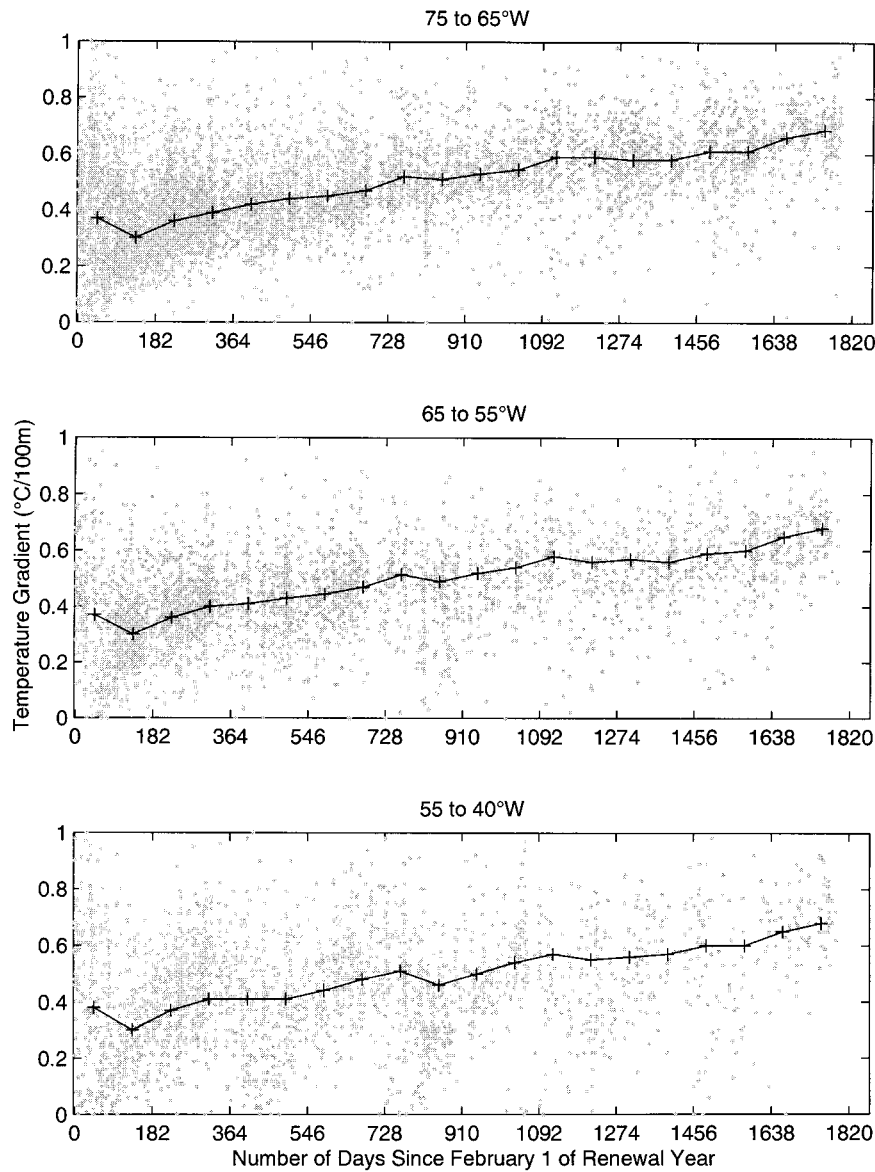 75 to 65°W
1
0.8
0.6
0.4
0.2
0
0 182 364 546 728 910 1092 1274 1456 1638 1820
65 to 55°W
Temperature Gradient (°C/100m)
1
0.8
0.6
0.4
0.2
0
0 182 364 546 728 910 1092 1274 1456 1638 1820
55 to 40°W
1
0.8
0.6
0.4
0.2
0
0 182 364 546 728 910 1092 1274 1456 1638 1820
Number of Days Since February 1 of Renewal Year